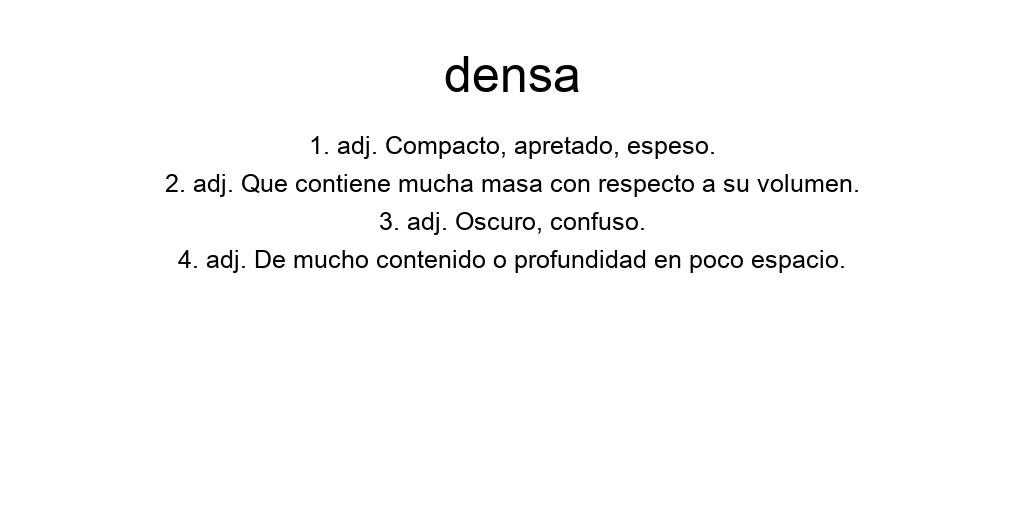 densa
1. adj. Compacto, apretado, espeso.
2. adj. Que contiene mucha masa con respecto a su volumen.
3. adj. Oscuro, confuso.
4. adj. De mucho contenido o profundidad en poco espacio.